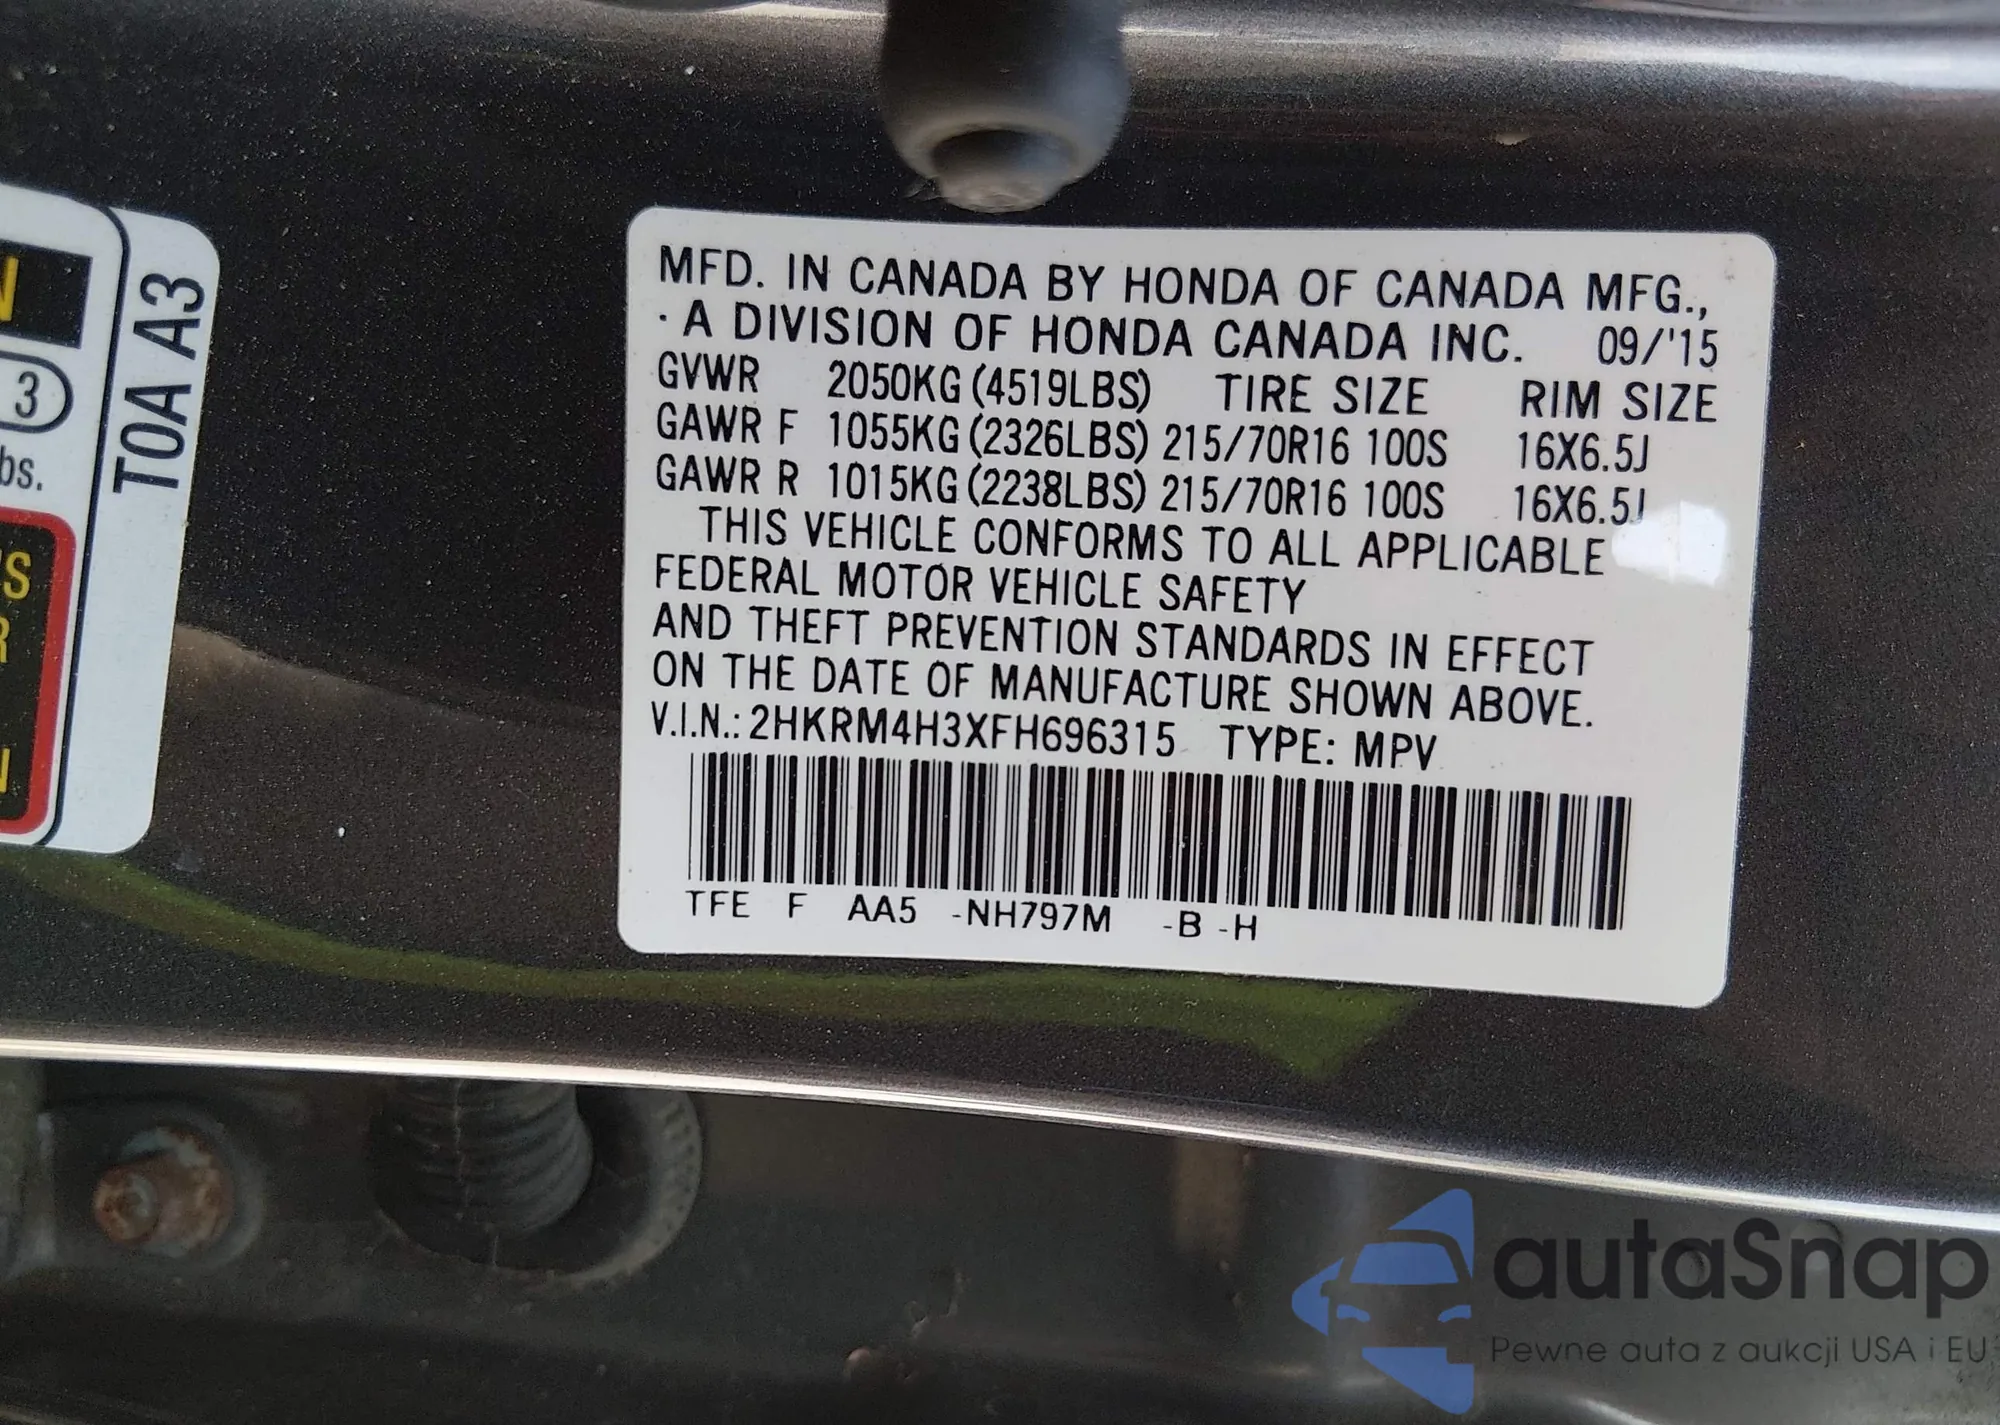 N
3
bs.
S
R
N
T0A A3
MFD. IN CANADA BY HONDA OF CANADA MFG.,
· A DIVISION OF HONDA CANADA INC. 09/'15
GVWR 2050KG (4519LBS) TIRE SIZE RIM SIZE
GAWR F 1055KG (2326LBS) 215/70R16 100S 16X6.5J
GAWR R 1015KG (2238LBS) 215/70R16 100S 16X6.5J
THIS VEHICLE CONFORMS TO ALL APPLICABLE
FEDERAL MOTOR VEHICLE SAFETY
AND THEFT PREVENTION STANDARDS IN EFFECT
ON THE DATE OF MANUFACTURE SHOWN ABOVE.
V.I.N.: 2HKRM4H3XFH696315 TYPE: MPV
TFE F AA5 -NH797M -B -H
autaSnap
Pewne auta z aukcji USA i EU